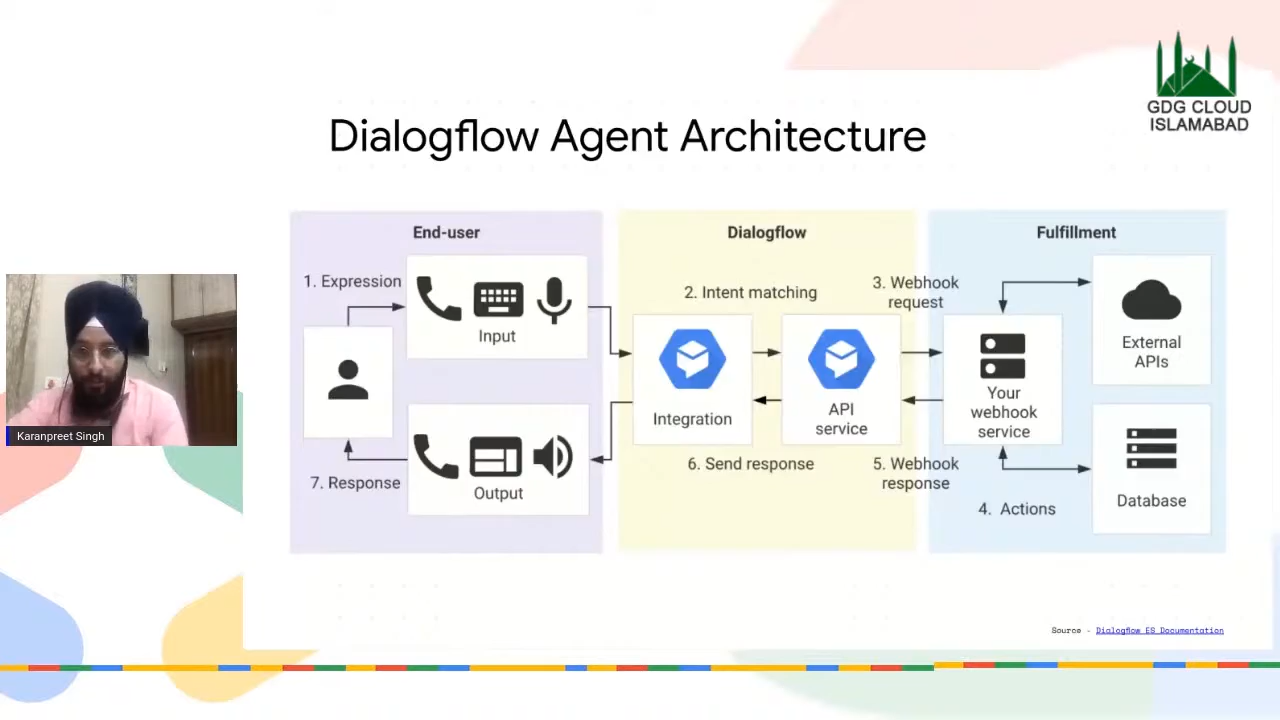 GDG CLOUD
ISLAMABAD
Dialogflow Agent Architecture
End-user
1. Expression
Input
Output
7. Response
Dialogflow
2. Intent matching
Integration
API
service
6. Send response
3. Webhook
request
5. Webhook
response
Fulfillment
Your
webhook
service
4. Actions
External
APIs
Database
Karanpreet Singh
Source - Dialogflow ES Documentation